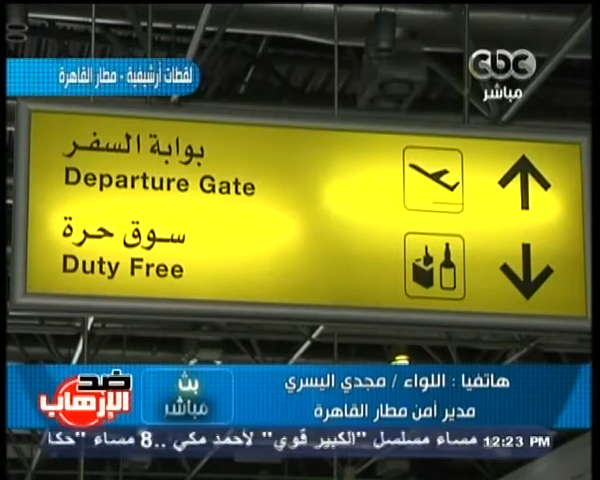 cbc
مباشر
لقطات أرشيفية - مطار القاهرة
بوابة السفر
Departure Gate
سوق حرة
Duty Free
هاتفيا : اللواء / مجدي اليسري
مدير أمن مطار القاهرة
بث
مباشر
ضد
الإرهاب
مساء مسلسل "الكبير قوي" لأحمد مكي ..8 مساء "حكا
12:23 PM